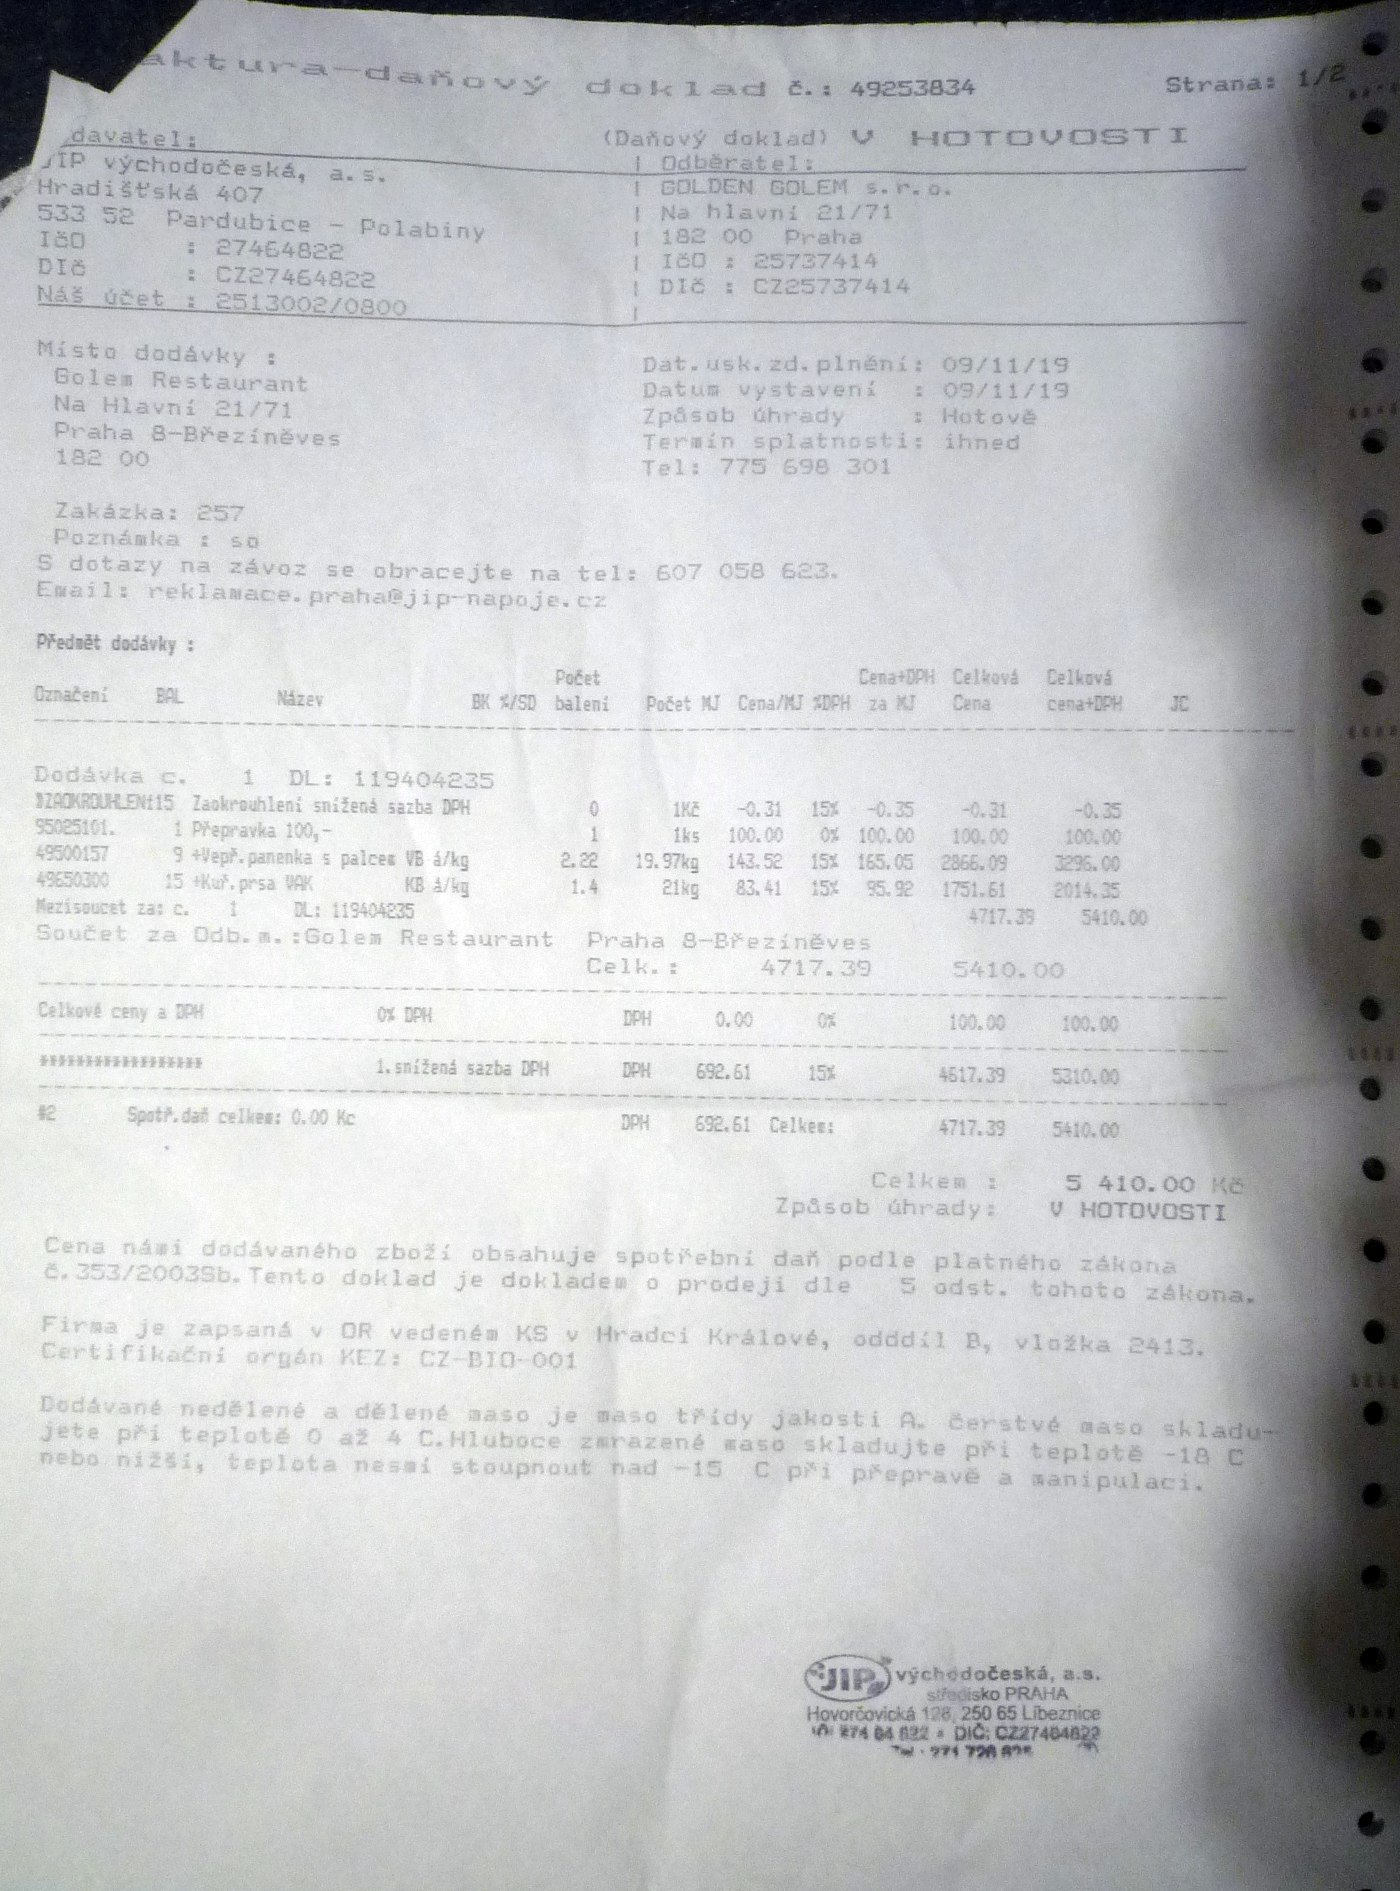 aktura-daňový doklad č.: 49253834 Strana: 1/2
davatel: (Daňový doklad) V HOTOVOSTI
JIP východočeská, a.s. | Odběratel:
Hradišťská 407 | GOLDEN GOLEM s.r.o.
533 52 Pardubice - Polabiny | Na hlavní 21/71
IčO : 27464822 | 182 00 Praha
DIč : CZ27464822 | IčO : 25737414
Náš účet : 2513002/0800 | DIč : CZ25737414
Místo dodávky : Dat.usk.zd.plnění: 09/11/19
Golem Restaurant Datum vystavení : 09/11/19
Na Hlavní 21/71 Způsob úhrady : Hotově
Praha 8-Březiněves Termín splatnosti: ihned
182 00 Tel: 775 698 301
Zakázka: 257
Poznámka : so
S dotazy na závoz se obracejte na tel: 607 058 623.
Email: reklamace.praha@jip-napoje.cz
Předmět dodávky :
Počet Cena+DPH Celková Celková
Označení BAL Název BK %/SD balení Počet MJ Cena/MJ %DPH za MJ Cena cena+DPH JC
Dodávka c. 1 DL: 119404235
Zaokrouhlení snížená sazba DPH 0 1Kč -0.31 15% -0.35 -0.31 -0.35
95025101. 1 Přepravka 100,- 1 1ks 100.00 0% 100.00 100.00 100.00
49500157 9 +Vepř.panenka s palcem VB á/kg 2.22 19.97kg 143.52 15% 165.05 2866.09 3296.00
49650300 15 +Kuř.prsa VAK KB á/kg 1.4 21kg 83.41 15% 95.92 1751.61 2014.35
Mezisoucet za: c. 1 DL: 119404235 4717.39 5410.00
Součet za Odb.m.:Golem Restaurant Praha 8-Březiněves
Celk.: 4717.39 5410.00
Celkové ceny a DPH 0% DPH DPH 0.00 0% 100.00 100.00
****************** 1.snížená sazba DPH DPH 692.61 15% 4617.39 5310.00
#2 Spotř.daň celkem: 0.00 Kc DPH 692.61 Celkem: 4717.39 5410.00
Celkem : 5 410.00 Kč
Způsob úhrady: V HOTOVOSTI
Cena námi dodávaného zboží obsahuje spotřební daň podle platného zákona
č.353/2003Sb.Tento doklad je dokladem o prodeji dle 5 odst. tohoto zákona.
Firma je zapsaná v OR vedeném KS v Hradci Králové, odddíl B, vložka 2413.
Certifikační orgán KEZ: CZ-BIO-001
Dodávané nedělené a dělené maso je maso třídy jakosti A. čerstvé maso skladu-
jete při teplotě 0 až 4 C.Hluboce zmrazené maso skladujte při teplotě -18 C
nebo nižší, teplota nesmí stoupnout nad -15 C při přepravě a manipulaci.
JIP východočeská, a.s.
středisko PRAHA
Hovorčovická 128, 250 65 Líbeznice
IČ: 274 64 822 • DIČ: CZ27464822